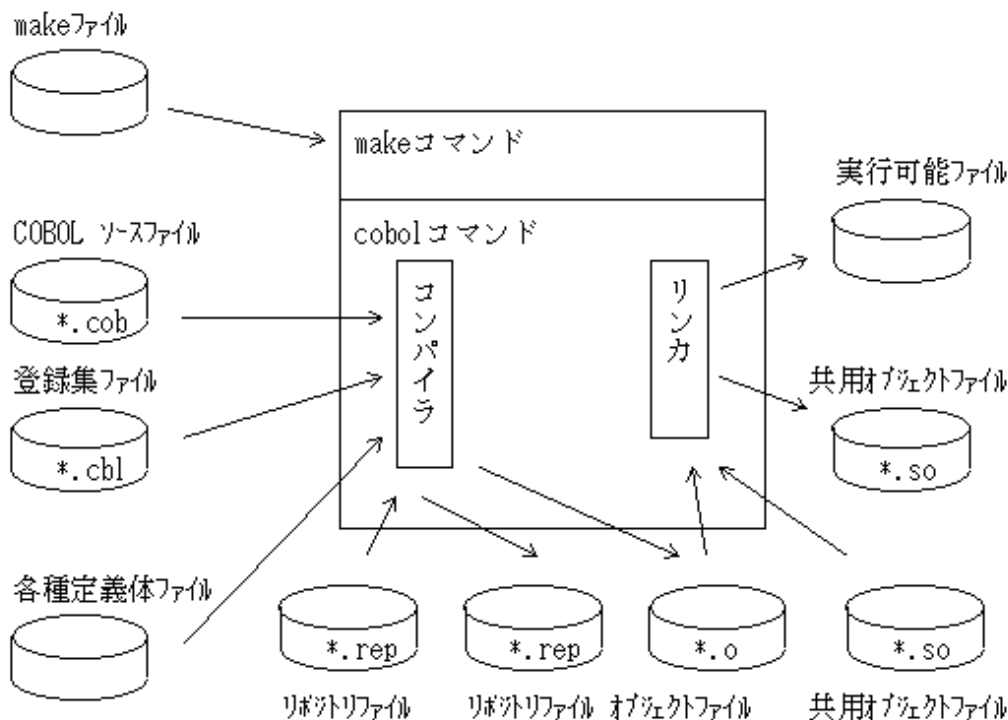 makeファイル
makeコマンド
実行可能ファイル
COBOL ソースファイル
cobolコマンド
*.cob
コンパイラ
リンカ
登録集ファイル
共用オブジェクトファイル
*.cbl
*.so
各種定義体ファイル
*.rep
*.rep
*.o
*.so
リポジトリファイル
リポジトリファイル
オブジェクトファイル
共用オブジェクトファイル